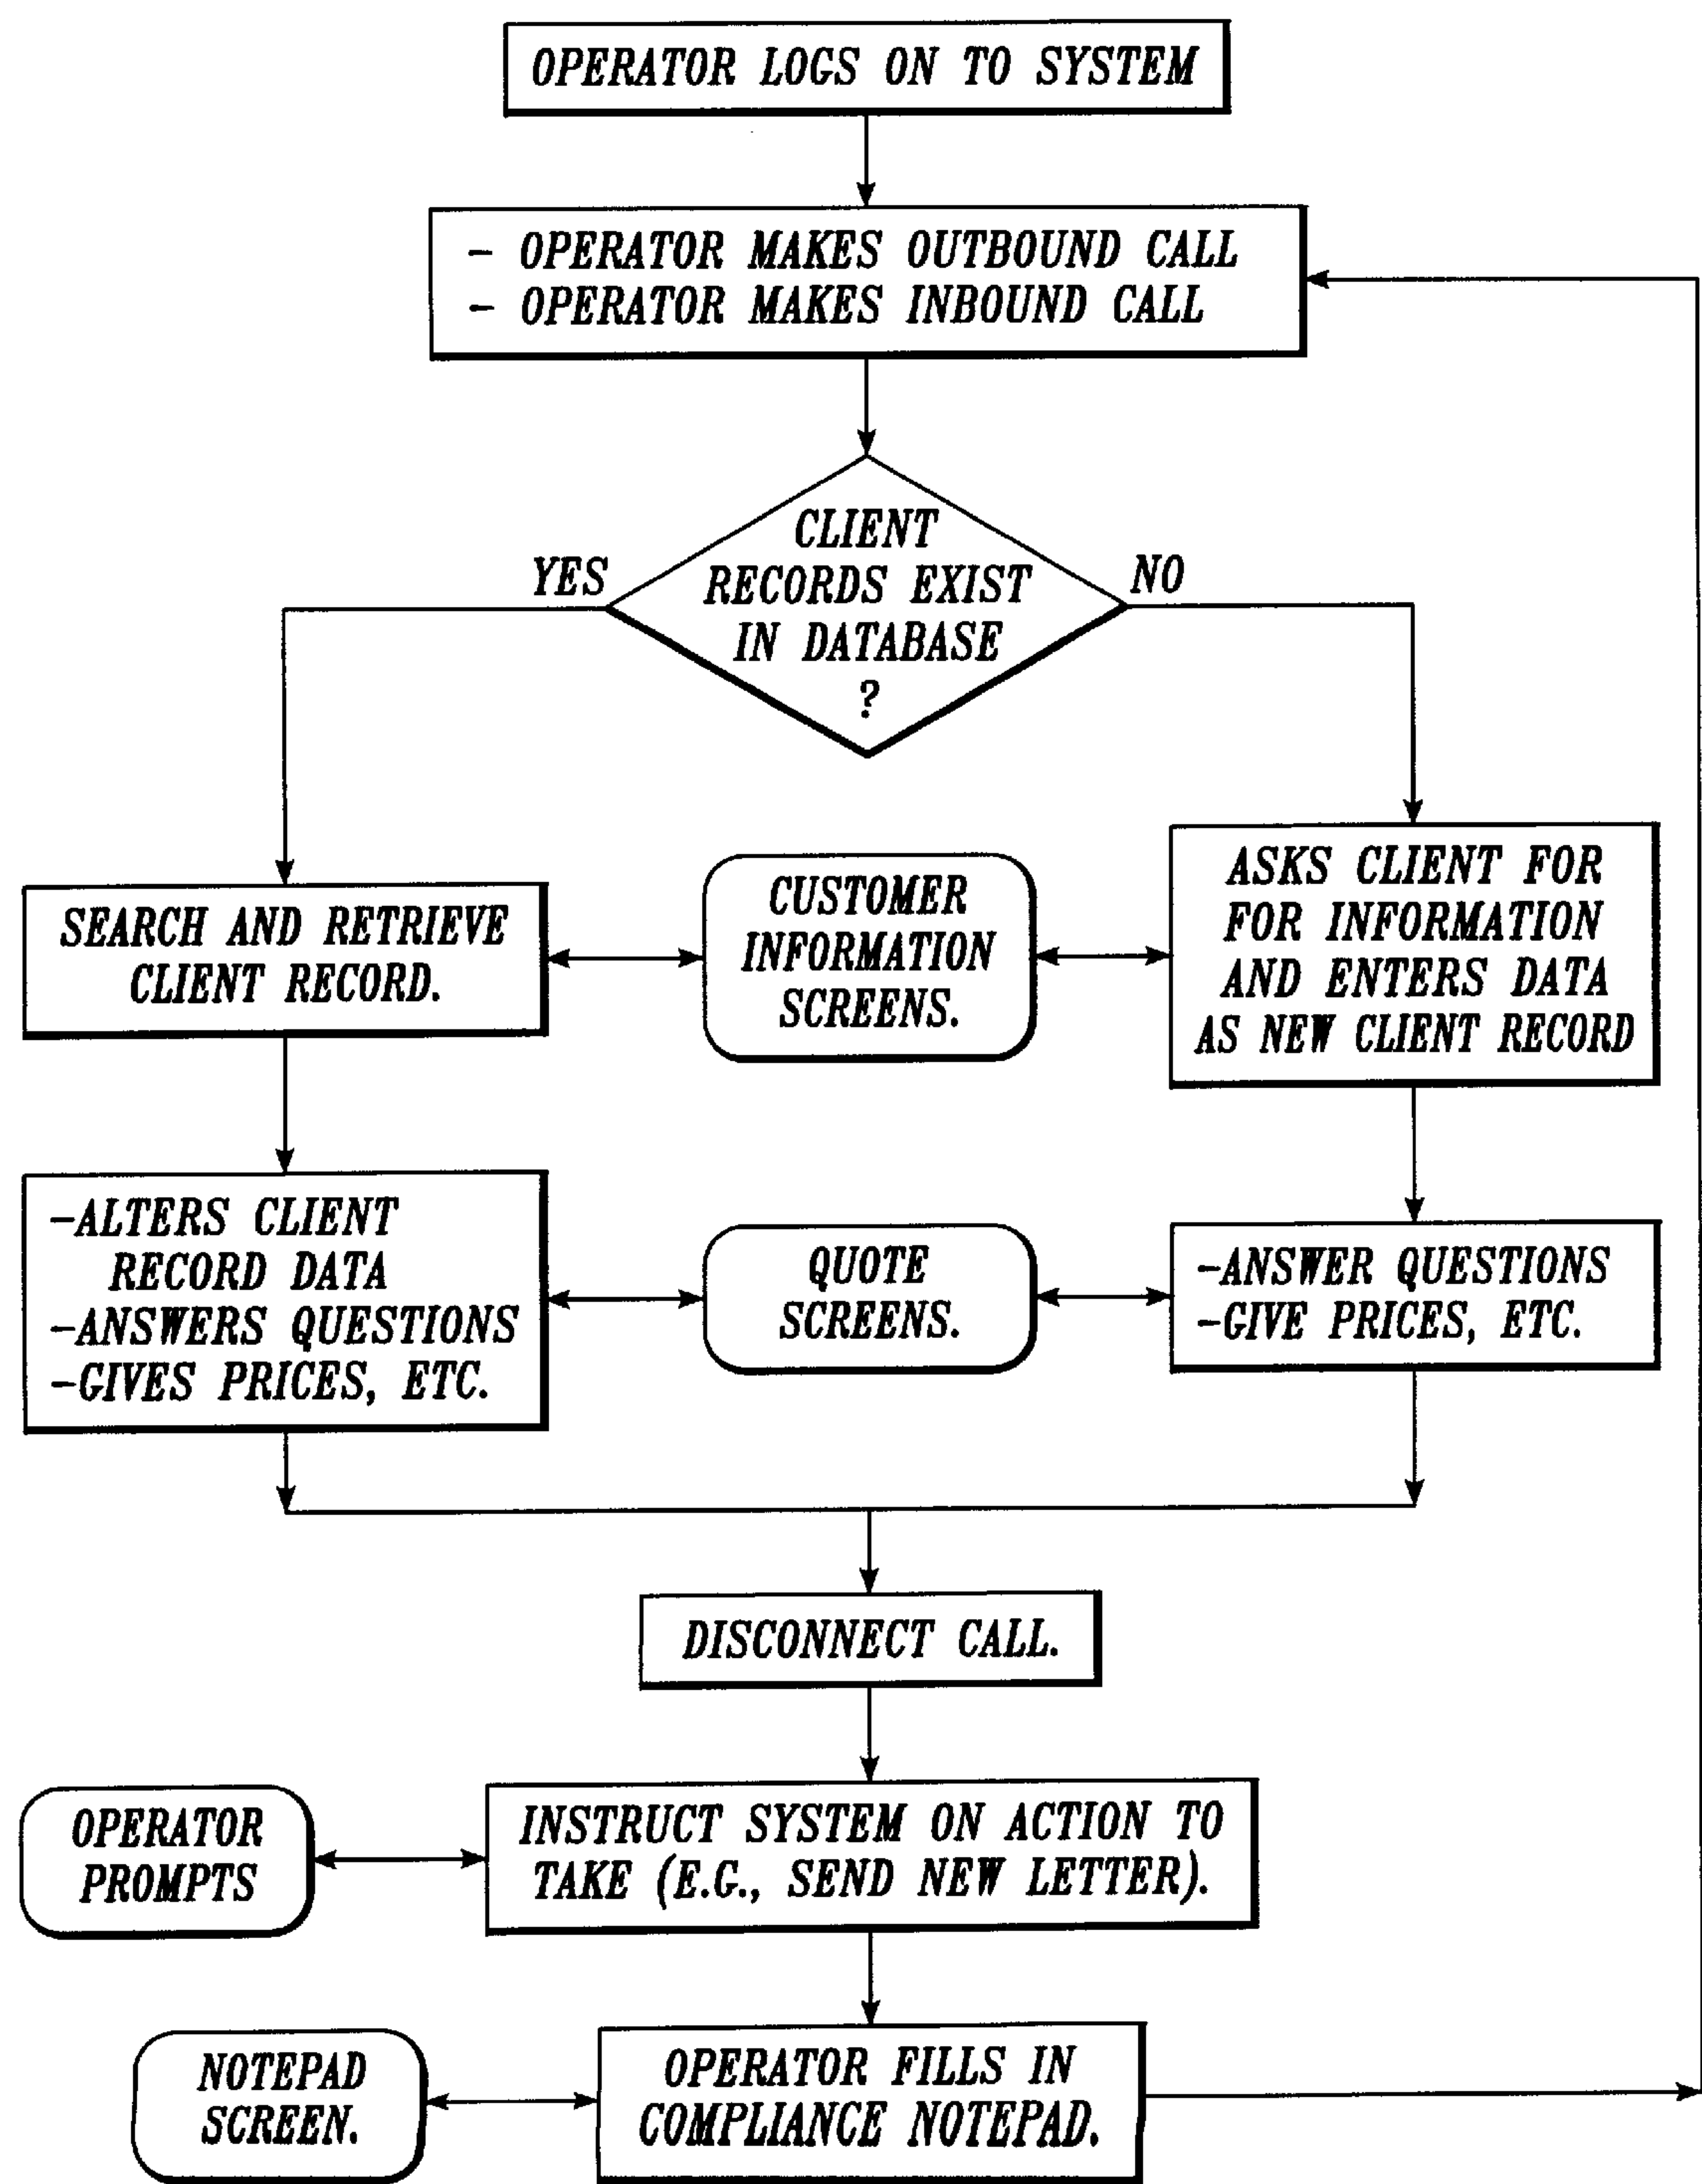 OPERATOR LOGS ON TO SYSTEM
- OPERATOR MAKES OUTBOUND CALL
- OPERATOR MAKES INBOUND CALL
CLIENT
RECORDS EXIST
IN DATABASE
?
YES
NO
SEARCH AND RETRIEVE
CLIENT RECORD.
CUSTOMER
INFORMATION
SCREENS.
ASKS CLIENT FOR
FOR INFORMATION
AND ENTERS DATA
AS NEW CLIENT RECORD
-ALTERS CLIENT
RECORD DATA
-ANSWERS QUESTIONS
-GIVES PRICES, ETC.
QUOTE
SCREENS.
-ANSWER QUESTIONS
-GIVE PRICES, ETC.
DISCONNECT CALL.
OPERATOR
PROMPTS
INSTRUCT SYSTEM ON ACTION TO
TAKE (E.G., SEND NEW LETTER).
NOTEPAD
SCREEN.
OPERATOR FILLS IN
COMPLIANCE NOTEPAD.